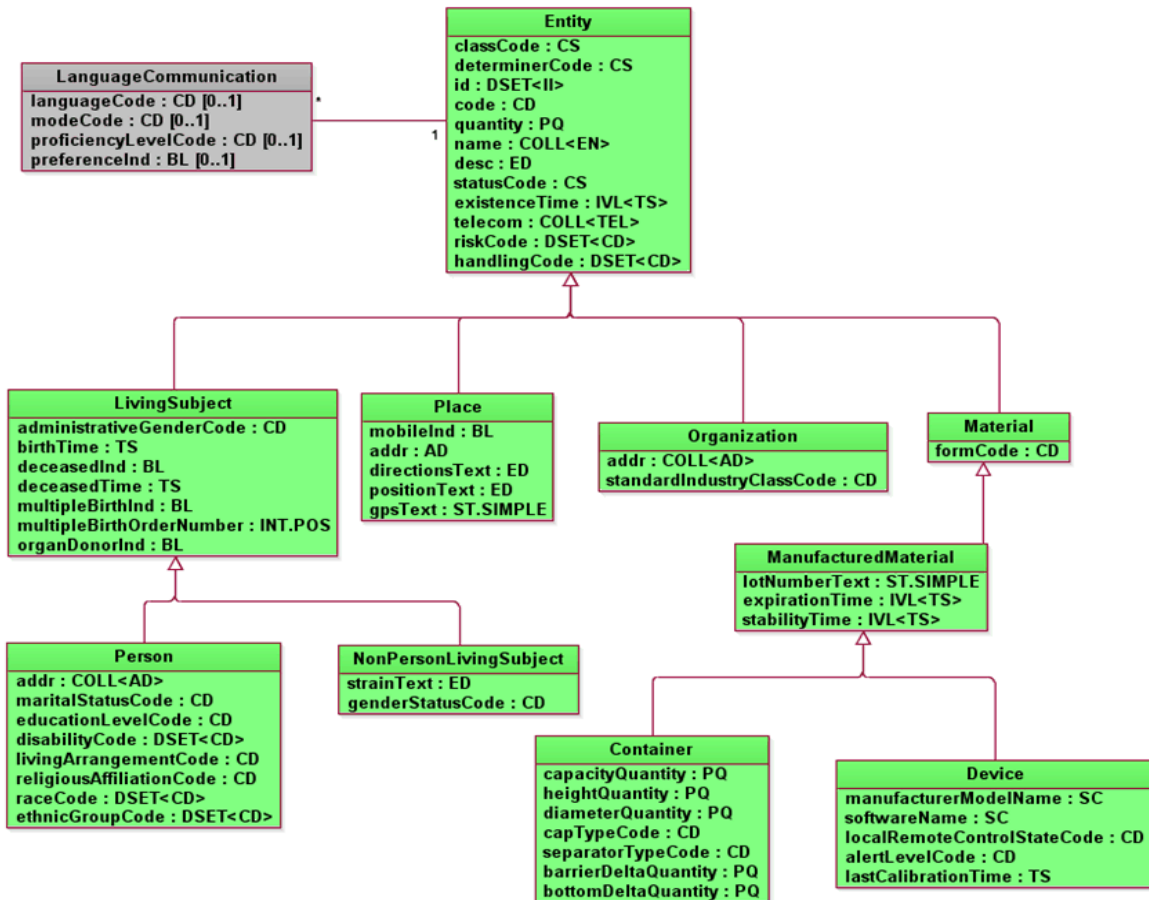 Entity
classCode : CS
determinerCode : CS
id : DSET<II>
code : CD
quantity : PQ
name : COLL<EN>
desc : ED
statusCode : CS
existenceTime : IVL<TS>
telecom : COLL<TEL>
riskCode : DSET<CD>
handlingCode : DSET<CD>
LanguageCommunication
languageCode : CD [0..1]
modeCode : CD [0..1]
proficiencyLevelCode : CD [0..1]
preferenceInd : BL [0..1]
*
1
LivingSubject
administrativeGenderCode : CD
birthTime : TS
deceasedInd : BL
deceasedTime : TS
multipleBirthInd : BL
multipleBirthOrderNumber : INT.POS
organDonorInd : BL
Place
mobileInd : BL
addr : AD
directionsText : ED
positionText : ED
gpsText : ST.SIMPLE
Organization
addr : COLL<AD>
standardIndustryClassCode : CD
Material
formCode : CD
ManufacturedMaterial
lotNumberText : ST.SIMPLE
expirationTime : IVL<TS>
stabilityTime : IVL<TS>
Person
addr : COLL<AD>
maritalStatusCode : CD
educationLevelCode : CD
disabilityCode : DSET<CD>
livingArrangementCode : CD
religiousAffiliationCode : CD
raceCode : DSET<CD>
ethnicGroupCode : DSET<CD>
NonPersonLivingSubject
strainText : ED
genderStatusCode : CD
Container
capacityQuantity : PQ
heightQuantity : PQ
diameterQuantity : PQ
capTypeCode : CD
separatorTypeCode : CD
barrierDeltaQuantity : PQ
bottomDeltaQuantity : PQ
Device
manufacturerModelName : SC
softwareName : SC
localRemoteControlStateCode : CD
alertLevelCode : CD
lastCalibrationTime : TS